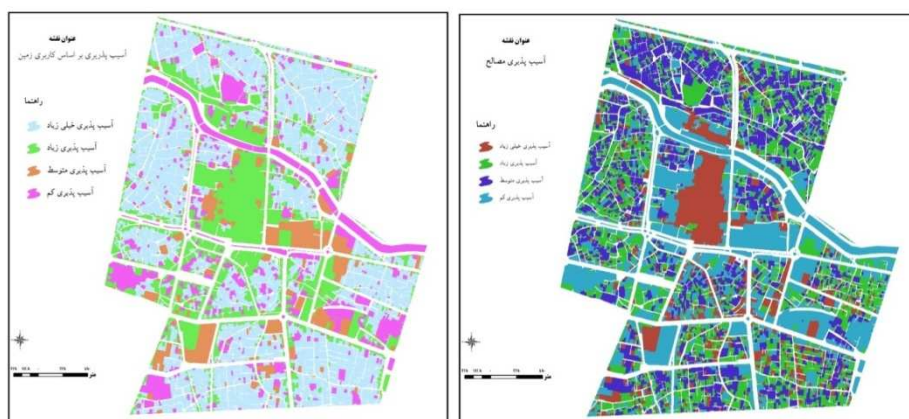 عنوان نقشه
آسیب پذیری بر اساس کاربری زمین
راهنما
آسیب پذیری خیلی زیاد
آسیب پذیری زیاد
آسیب پذیری متوسط
آسیب پذیری کم
متر
عنوان نقشه
آسیب پذیری مصالح
راهنما
آسیب پذیری خیلی زیاد
آسیب پذیری زیاد
آسیب پذیری متوسط
آسیب پذیری کم
متر